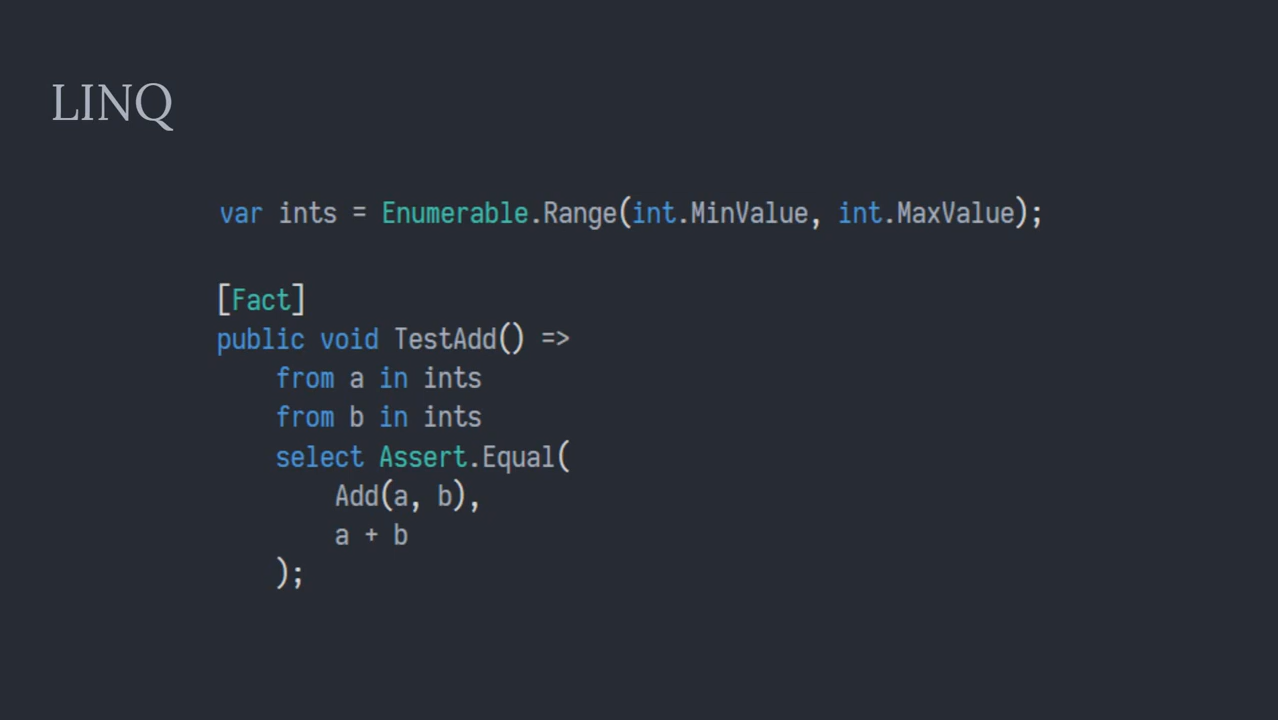 LINQ
var ints = Enumerable.Range(int.MinValue, int.MaxValue);
[Fact]
public void TestAdd() =>
from a in ints
from b in ints
select Assert.Equal(
Add(a, b),
a + b
);